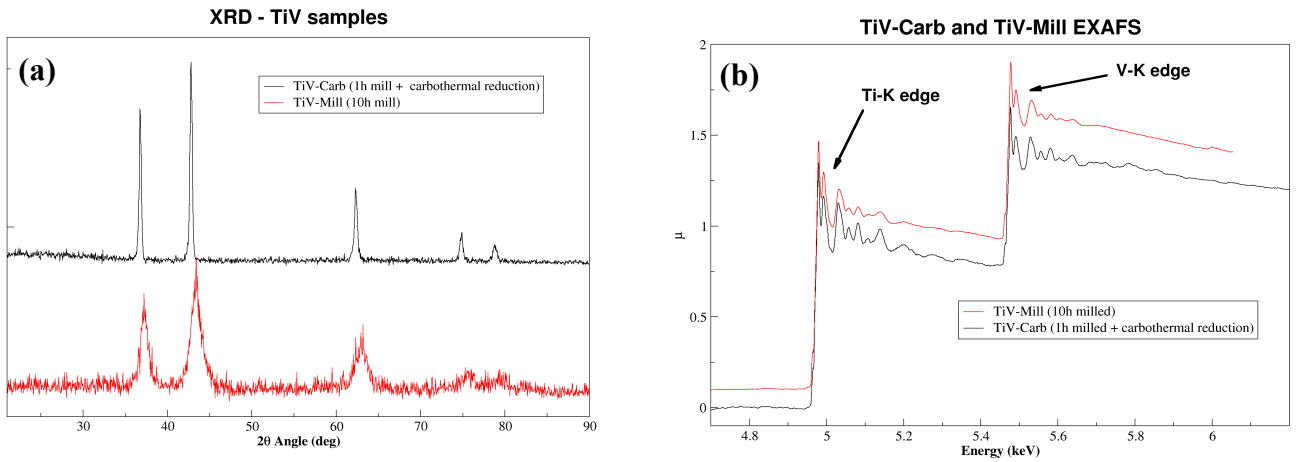 XRD - TiV samples
(a)
TiV-Carb (1h mill + carbothermal reduction)
TiV-Mill (10h mill)
30
40
50
60
70
80
90
2θ Angle (deg)
TiV-Carb and TiV-Mill EXAFS
(b)
V-K edge
Ti-K edge
2
1.5
1
0.5
0
μ
TiV-Mill (10h milled)
TiV-Carb (1h milled + carbothermal reduction)
4.8
5
5.2
5.4
5.6
5.8
6
Energy (keV)